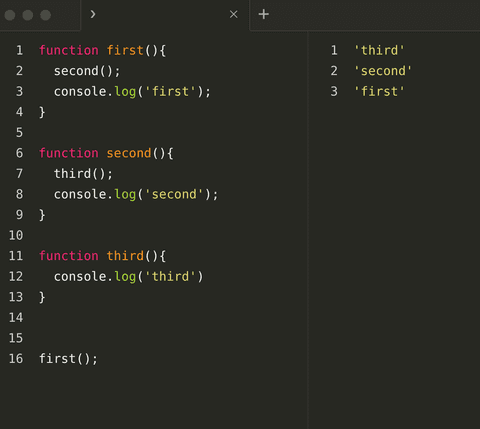 1 function first(){
2   second();
3   console.log('first');
4 }
5
6 function second(){
7   third();
8   console.log('second');
9 }
10
11 function third(){
12   console.log('third')
13 }
14
15
16 first();
1 'third'
2 'second'
3 'first'